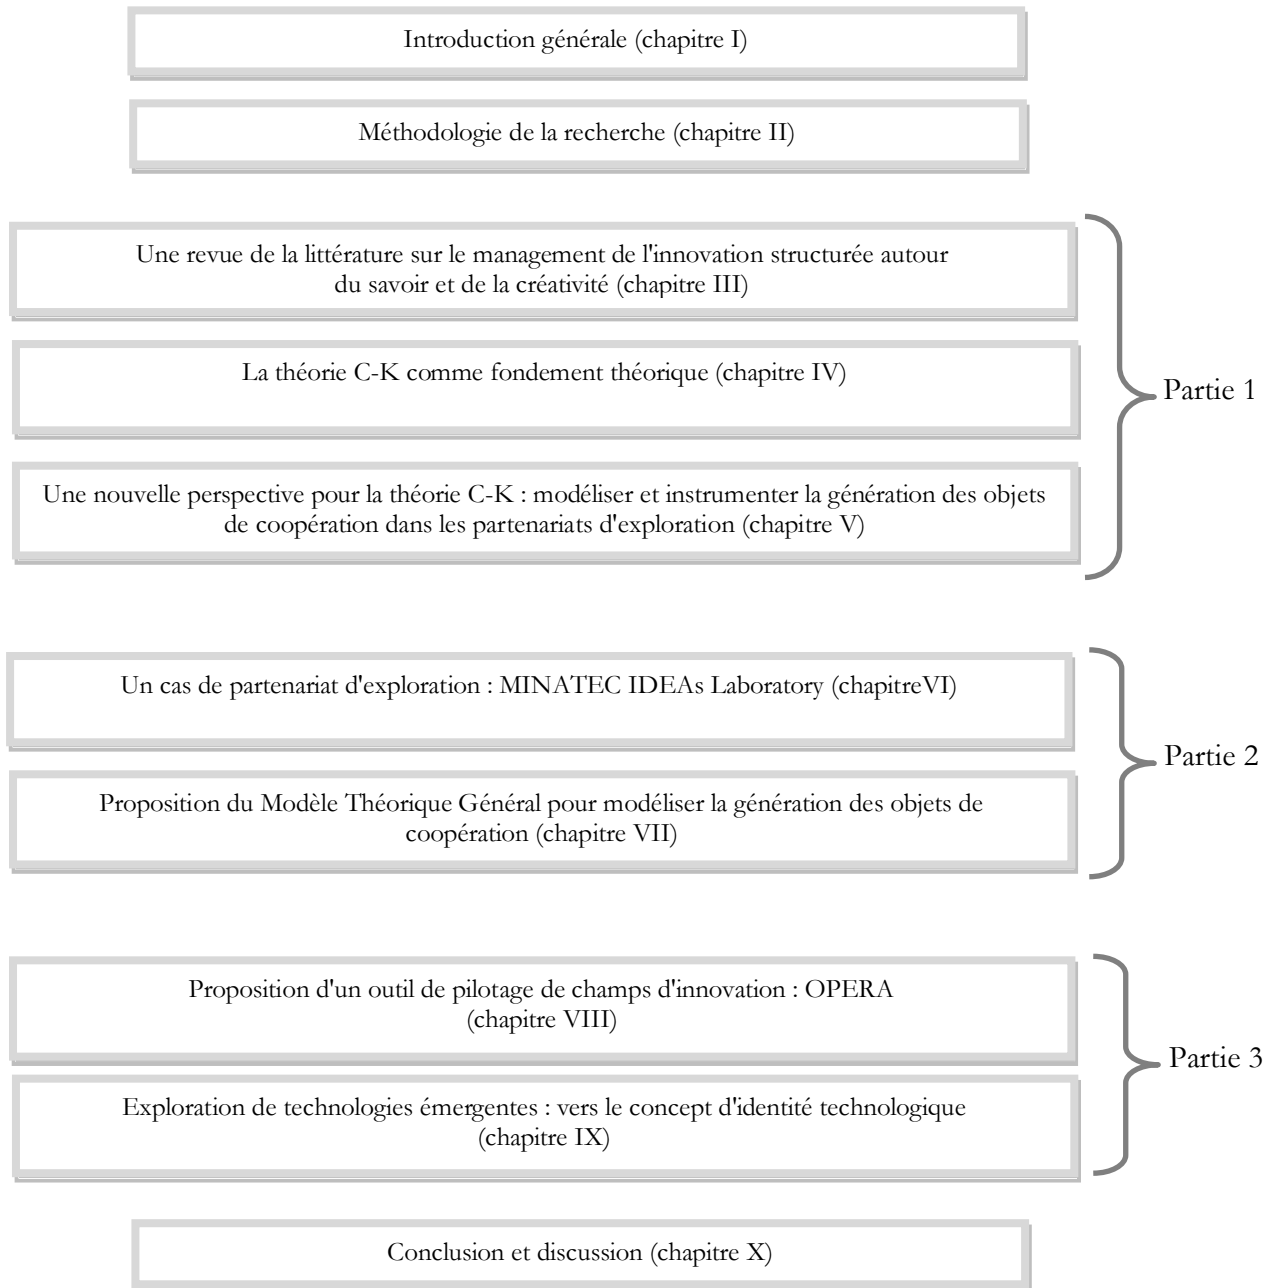 Introduction générale (chapitre I)
Méthodologie de la recherche (chapitre II)
Une revue de la littérature sur le management de l'innovation structurée autour
du savoir et de la créativité (chapitre III)
La théorie C-K comme fondement théorique (chapitre IV)
Une nouvelle perspective pour la théorie C-K : modéliser et instrumenter la génération des objets
de coopération dans les partenariats d'exploration (chapitre V)
Partie 1
Un cas de partenariat d'exploration : MINATEC IDEAs Laboratory (chapitreVI)
Proposition du Modèle Théorique Général pour modéliser la génération des objets de
coopération (chapitre VII)
Partie 2
Proposition d'un outil de pilotage de champs d'innovation : OPERA
(chapitre VIII)
Exploration de technologies émergentes : vers le concept d'identité technologique
(chapitre IX)
Partie 3
Conclusion et discussion (chapitre X)